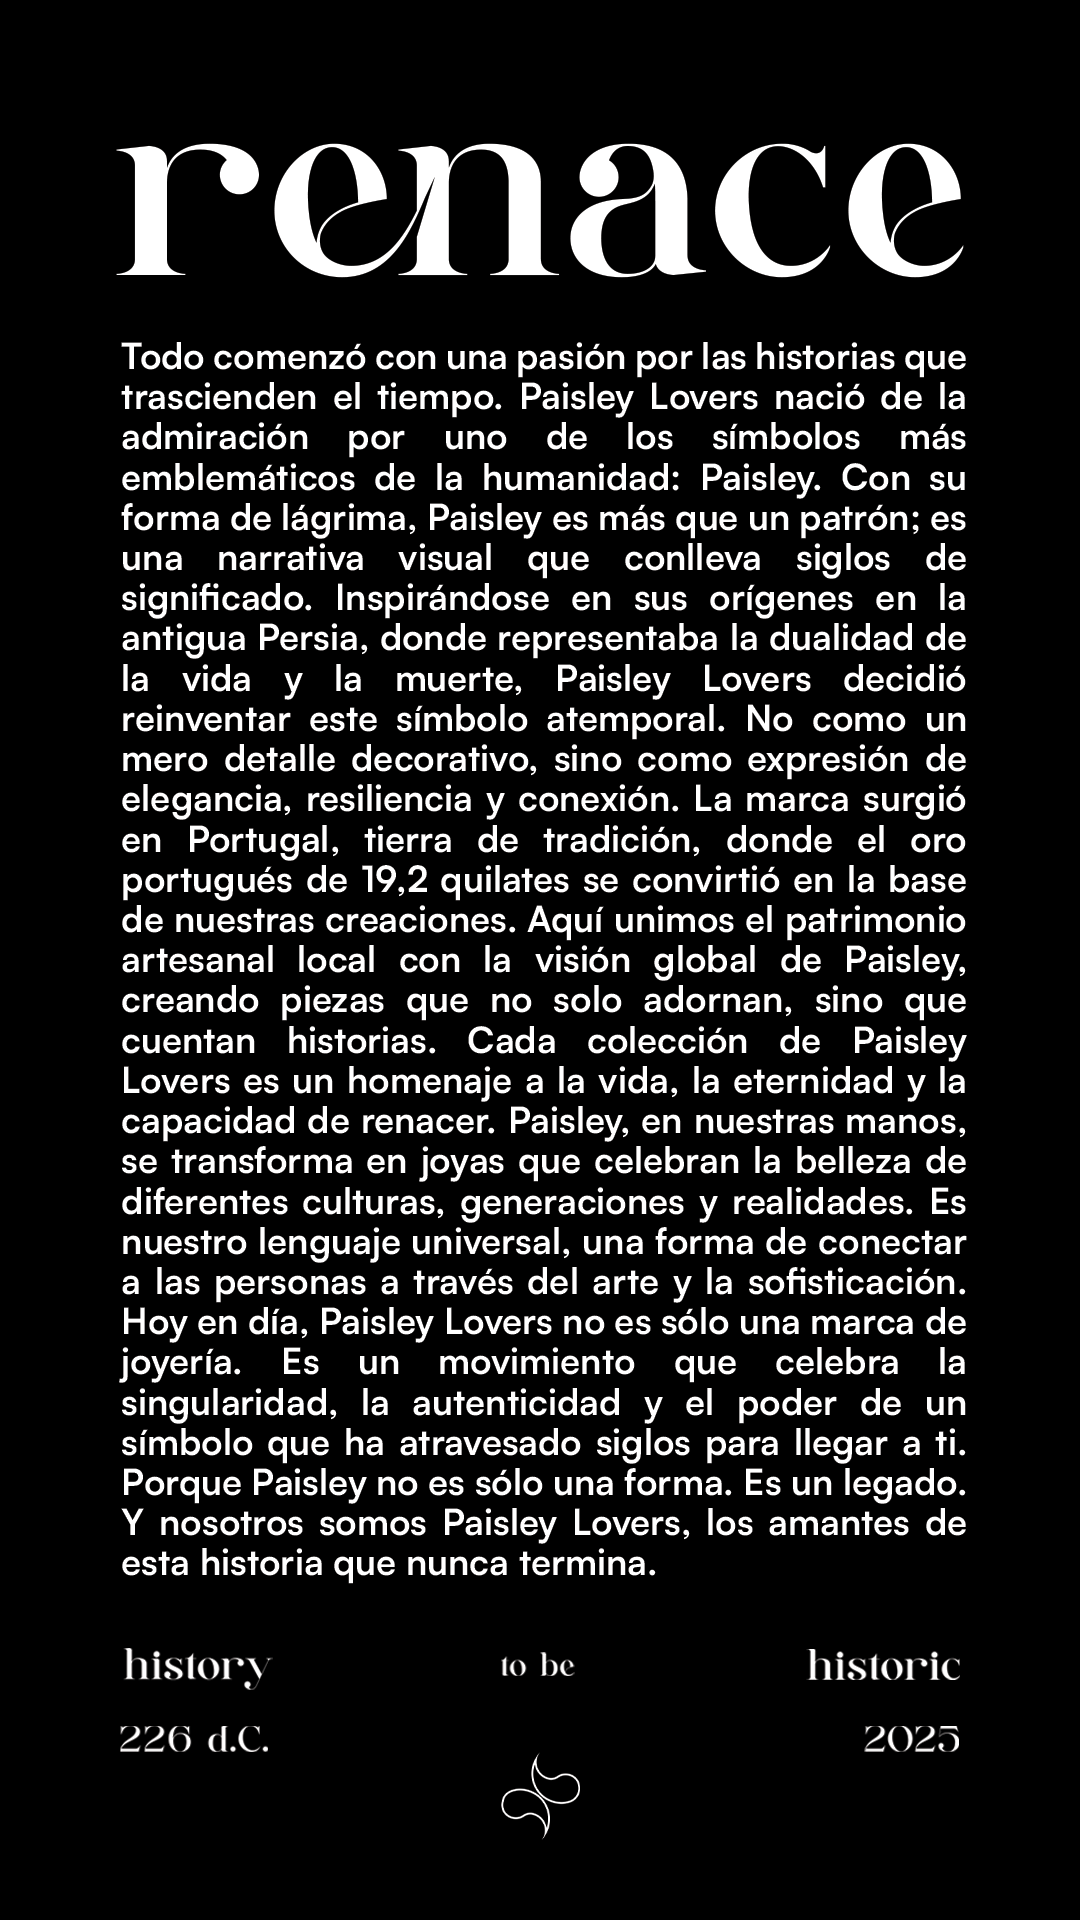 renace
Todo comenzó con una pasión por las historias que
trascienden el tiempo. Paisley Lovers nació de la
admiración por uno de los símbolos más
emblemáticos de la humanidad: Paisley. Con su
forma de lágrima, Paisley es más que un patrón; es
una narrativa visual que conlleva siglos de
significado. Inspirándose en sus orígenes en la
antigua Persia, donde representaba la dualidad de
la vida y la muerte, Paisley Lovers decidió
reinventar este símbolo atemporal. No como un
mero detalle decorativo, sino como expresión de
elegancia, resiliencia y conexión. La marca surgió
en Portugal, tierra de tradición, donde el oro
portugués de 19,2 quilates se convirtió en la base
de nuestras creaciones. Aquí unimos el patrimonio
artesanal local con la visión global de Paisley,
creando piezas que no solo adornan, sino que
cuentan historias. Cada colección de Paisley
Lovers es un homenaje a la vida, la eternidad y la
capacidad de renacer. Paisley, en nuestras manos,
se transforma en joyas que celebran la belleza de
diferentes culturas, generaciones y realidades. Es
nuestro lenguaje universal, una forma de conectar
a las personas a través del arte y la sofisticación.
Hoy en día, Paisley Lovers no es sólo una marca de
joyería. Es un movimiento que celebra la
singularidad, la autenticidad y el poder de un
símbolo que ha atravesado siglos para llegar a ti.
Porque Paisley no es sólo una forma. Es un legado.
Y nosotros somos Paisley Lovers, los amantes de
esta historia que nunca termina.
history to be historic
226 d.C. 2025